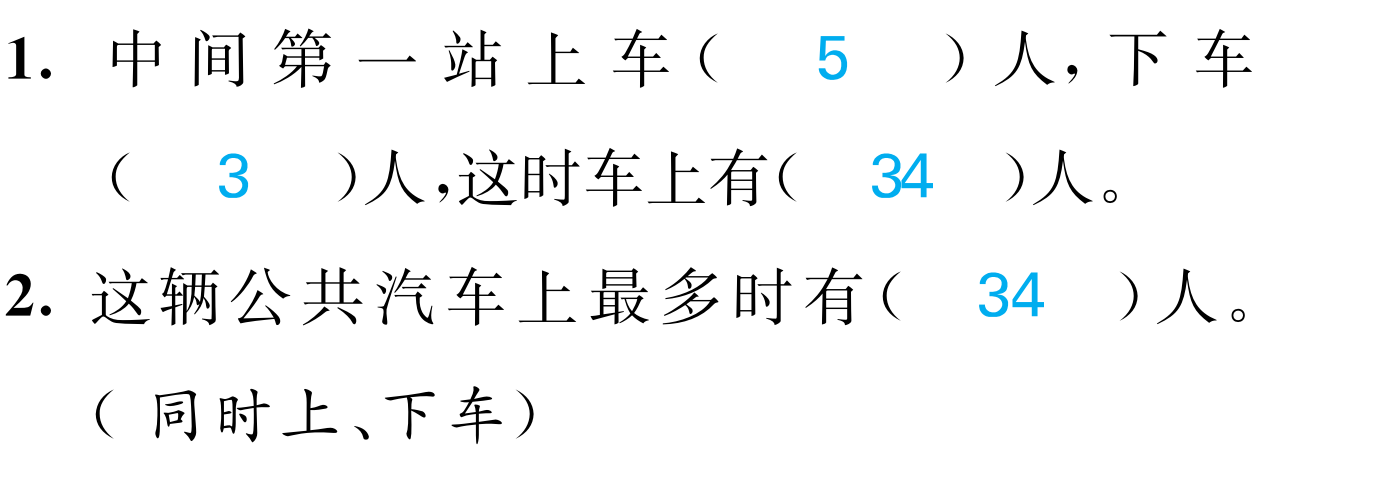 1. 中间第一站上车( 5 )人,下车
( 3 )人,这时车上有( 34 )人。
2. 这辆公共汽车上最多时有( 34 )人。
( 同时上、下车)